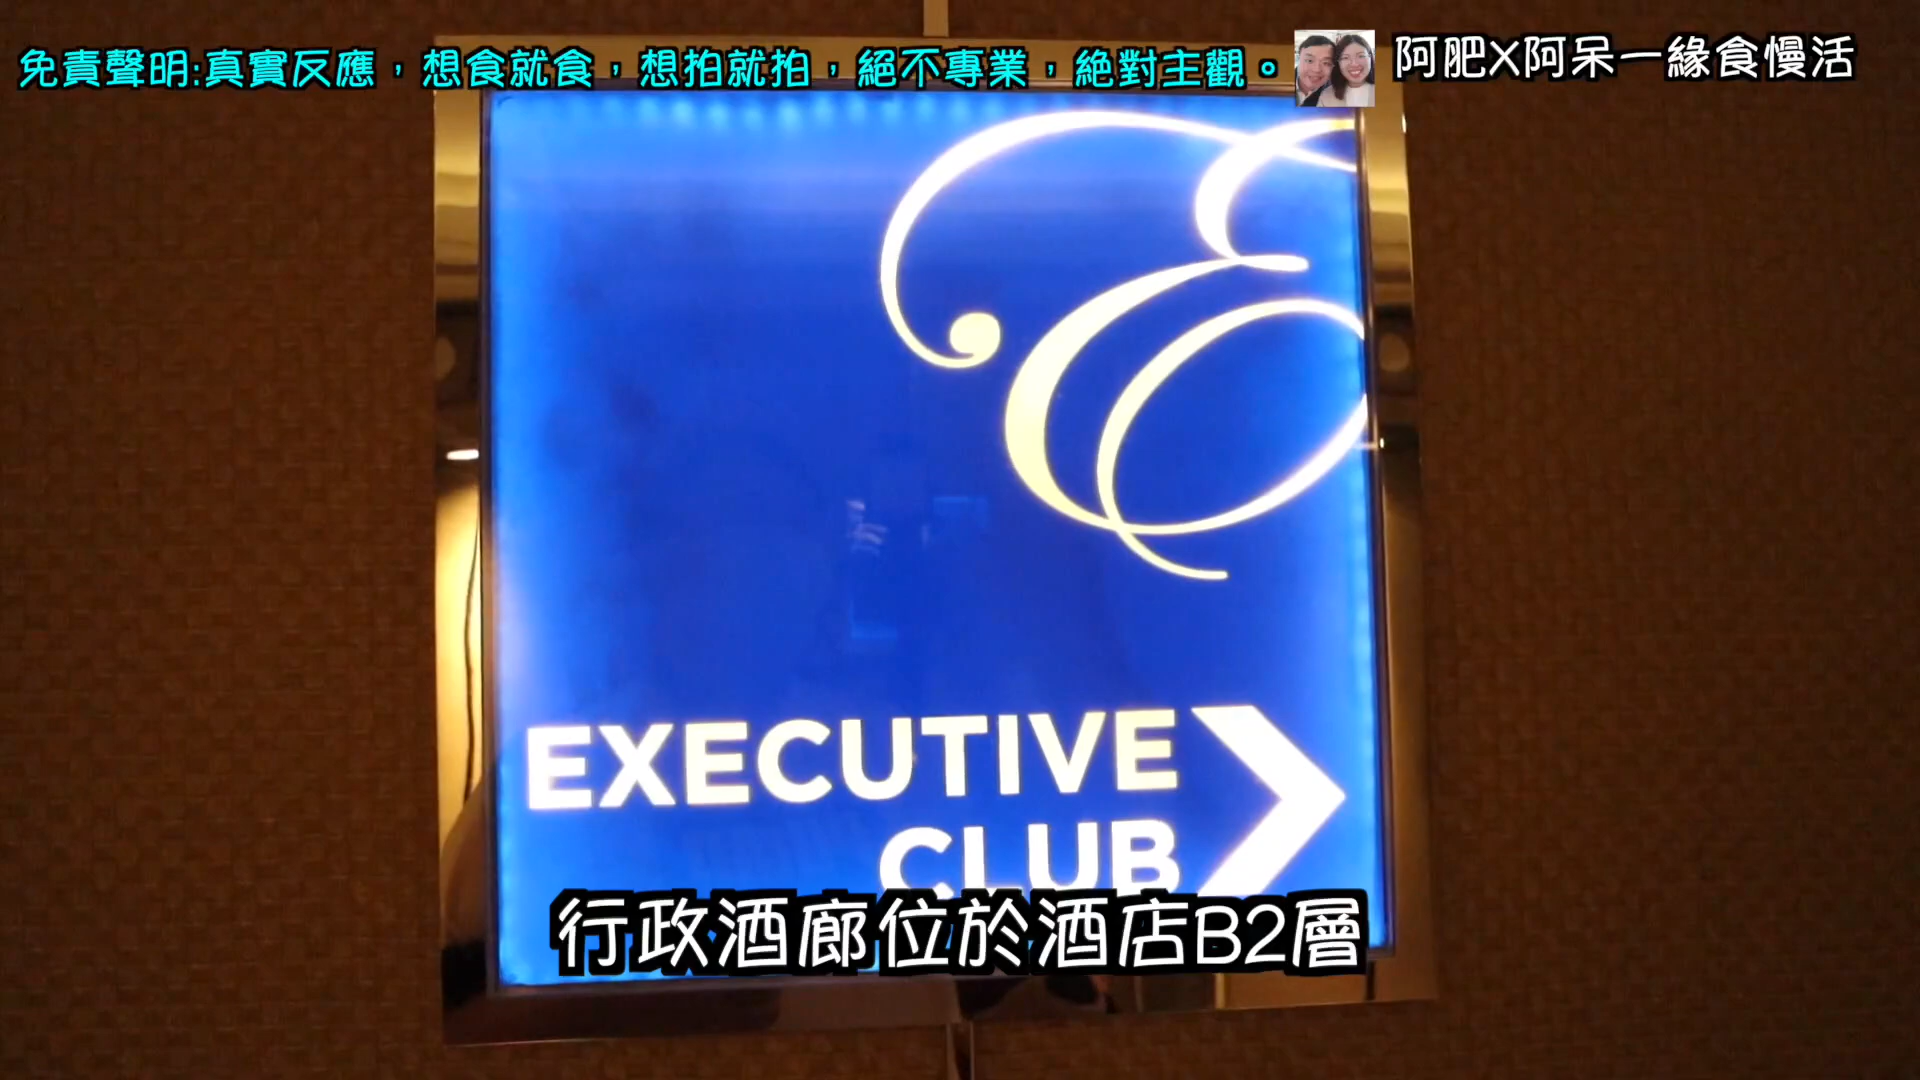 免責聲明:真實反應，想食就食，想拍就拍，絕不專業，絶對主觀。
阿肥X阿呆一緣食慢活
E
EXECUTIVE
CLUB
行政酒廊位於酒店B2層